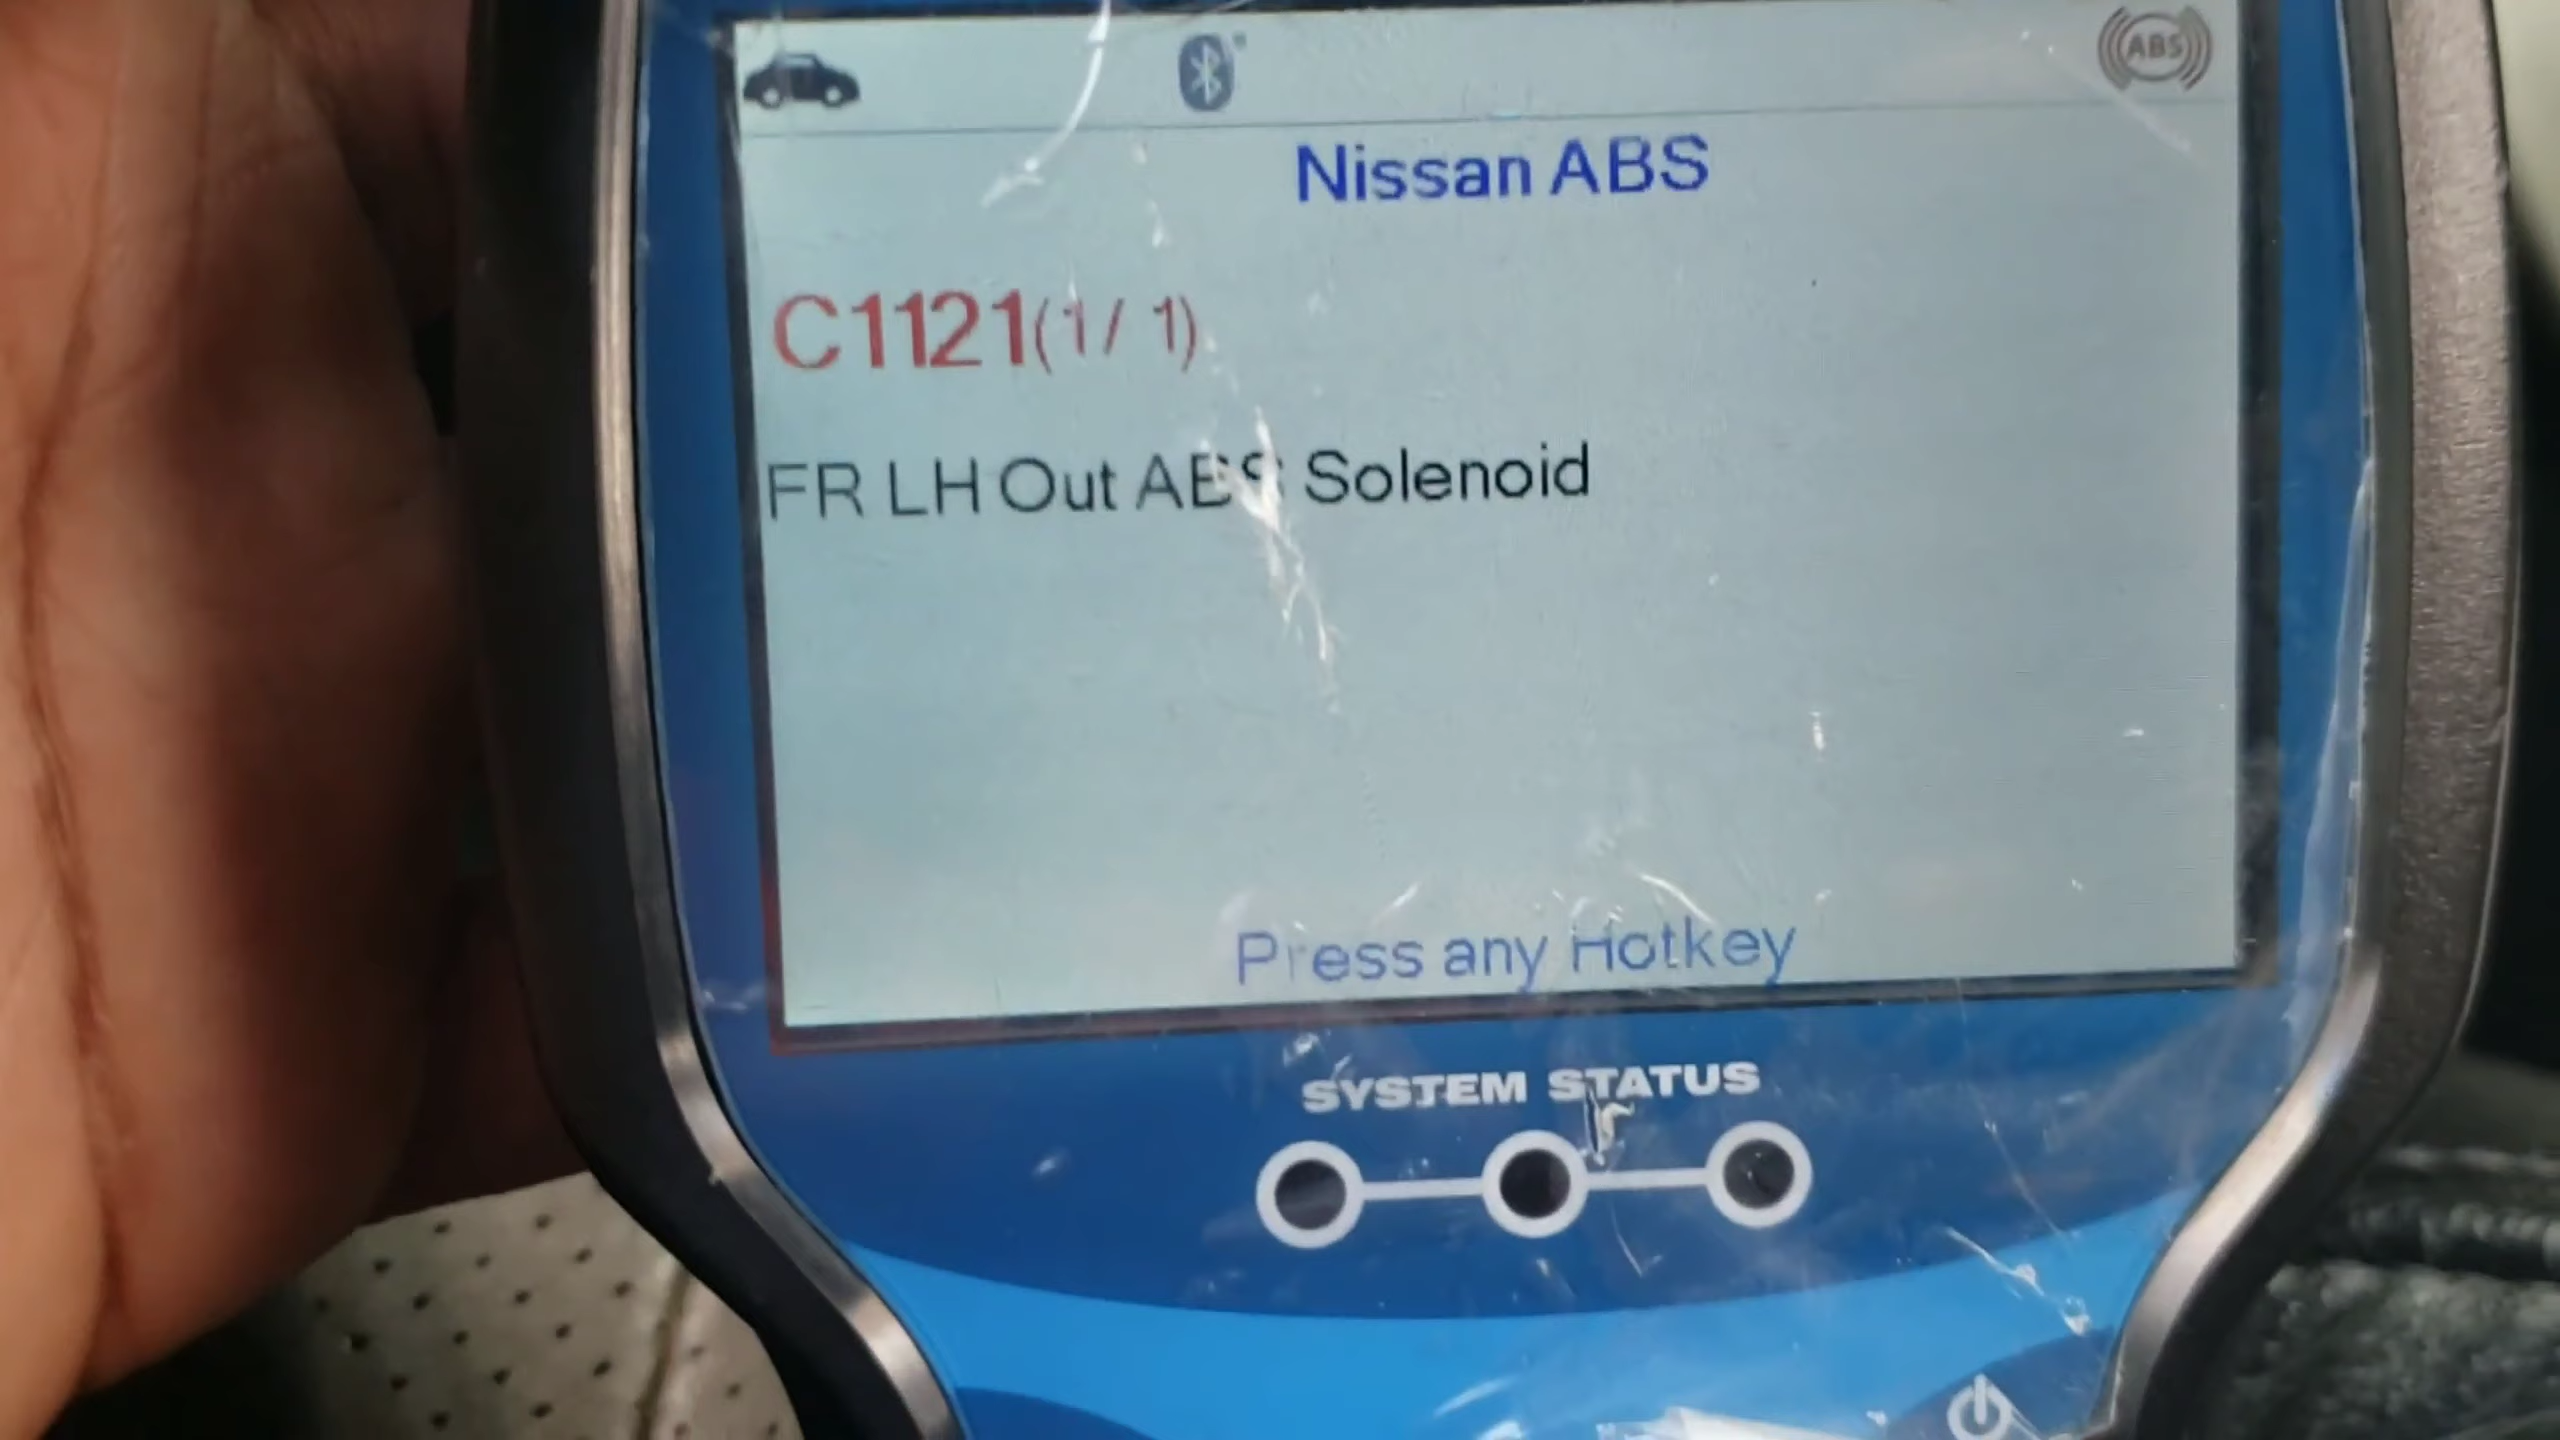 ABS
Nissan ABS
C1121(1/ 1)
FR LH Out ABS Solenoid
Press any Hotkey
SYSTEM STATUS